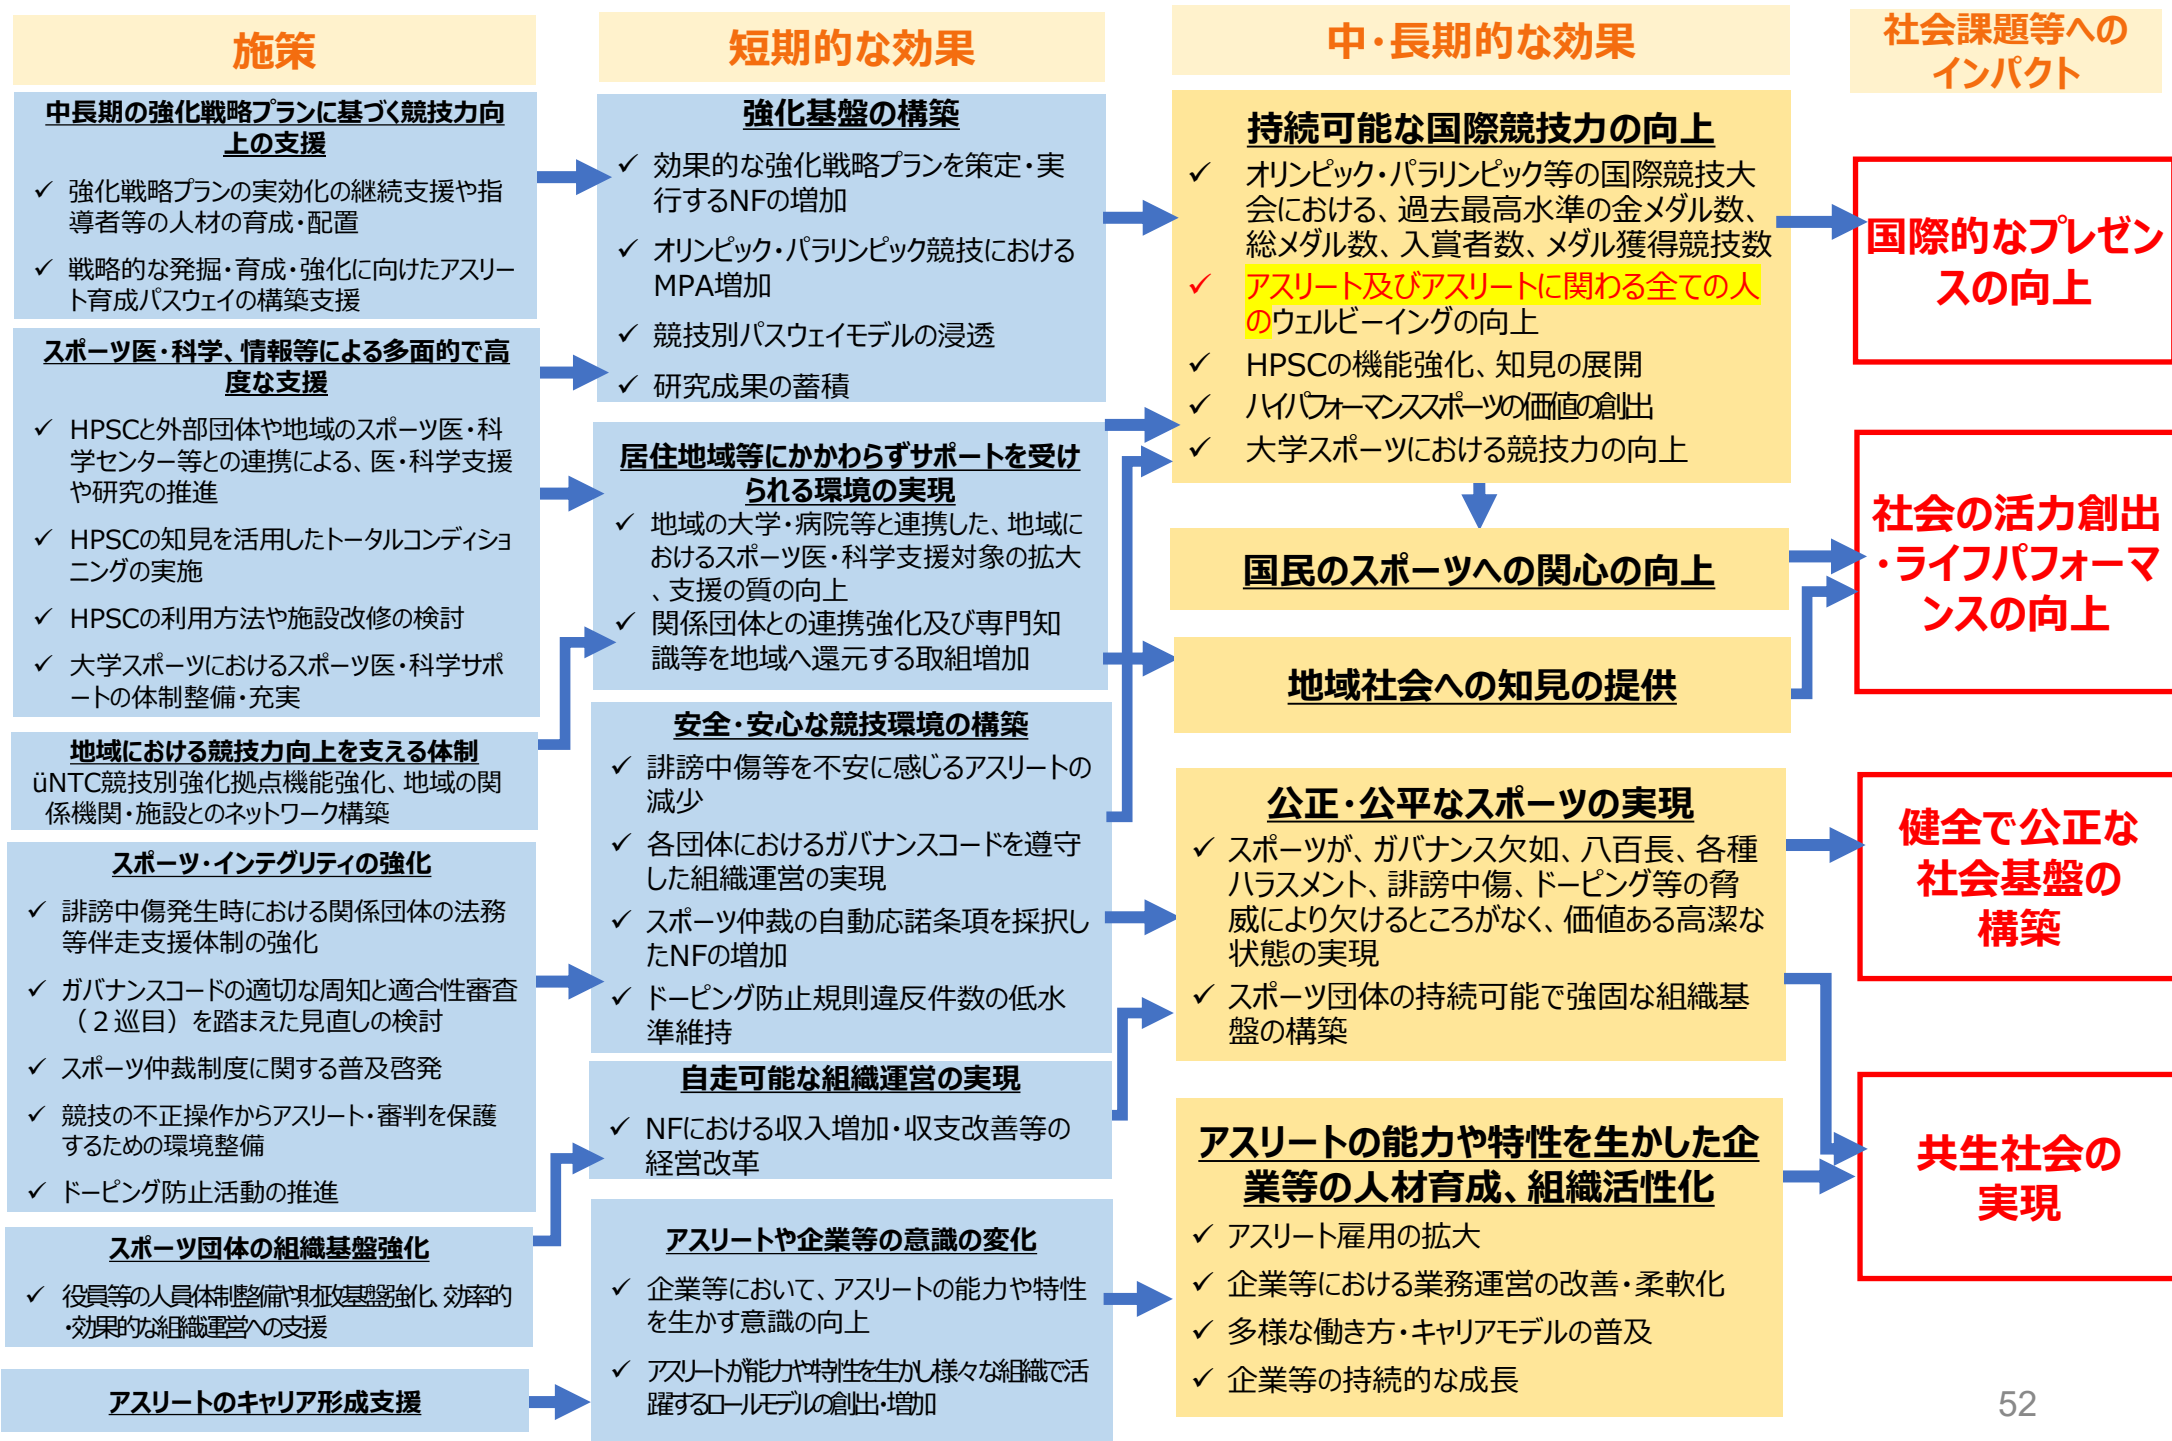 施策
中長期の強化戦略プランに基づく競技力向
上の支援
✓ 強化戦略プランの実効化の継続支援や指
導者等の人材の育成・配置
✓ 戦略的な発掘・育成・強化に向けたアスリー
ト育成パスウェイの構築支援
スポーツ医・科学、情報等による多面的で高
度な支援
✓ HPSCと外部団体や地域のスポーツ医・科
学センター等との連携による、医・科学支援
や研究の推進
✓ HPSCの知見を活用したトータルコンディショ
ニングの実施
✓ HPSCの利用方法や施設改修の検討
✓ 大学スポーツにおけるスポーツ医・科学サポ
ートの体制整備・充実
地域における競技力向上を支える体制
üNTC競技別強化拠点機能強化、地域の関
係機関・施設とのネットワーク構築
スポーツ・インテグリティの強化
✓ 誹謗中傷発生時における関係団体の法務
等伴走支援体制の強化
✓ ガバナンスコードの適切な周知と適合性審査
（２巡目）を踏まえた見直しの検討
✓ スポーツ仲裁制度に関する普及啓発
✓ 競技の不正操作からアスリート・審判を保護
するための環境整備
✓ ドーピング防止活動の推進
スポーツ団体の組織基盤強化
✓ 役員等の人員体制整備や財政基盤強化、効率的
・効果的な組織運営への支援
アスリートのキャリア形成支援
短期的な効果
強化基盤の構築
✓ 効果的な強化戦略プランを策定・実
行するNFの増加
✓ オリンピック・パラリンピック競技における
MPA増加
✓ 競技別パスウェイモデルの浸透
✓ 研究成果の蓄積
居住地域等にかかわらずサポートを受け
られる環境の実現
✓ 地域の大学・病院等と連携した、地域に
おけるスポーツ医・科学支援対象の拡大
、支援の質の向上
✓ 関係団体との連携強化及び専門知
識等を地域へ還元する取組増加
安全・安心な競技環境の構築
✓ 誹謗中傷等を不安に感じるアスリートの
減少
✓ 各団体におけるガバナンスコードを遵守
した組織運営の実現
✓ スポーツ仲裁の自動応諾条項を採択し
たNFの増加
✓ ドーピング防止規則違反件数の低水
準維持
自走可能な組織運営の実現
✓ NFにおける収入増加・収支改善等の
経営改革
アスリートや企業等の意識の変化
✓ 企業等において、アスリートの能力や特性
を生かす意識の向上
✓ アスリートが能力や特性を生かし様々な組織で活
躍するロールモデルの創出・増加
中・長期的な効果
持続可能な国際競技力の向上
✓ オリンピック・パラリンピック等の国際競技大
会における、過去最高水準の金メダル数、
総メダル数、入賞者数、メダル獲得競技数
✓ アスリート及びアスリートに関わる全ての人
のウェルビーイングの向上
✓ HPSCの機能強化、知見の展開
✓ ハイパフォーマンススポーツの価値の創出
✓ 大学スポーツにおける競技力の向上
国民のスポーツへの関心の向上
地域社会への知見の提供
公正・公平なスポーツの実現
✓ スポーツが、ガバナンス欠如、八百長、各種
ハラスメント、誹謗中傷、ドーピング等の脅
威により欠けるところがなく、価値ある高潔な
状態の実現
✓ スポーツ団体の持続可能で強固な組織基
盤の構築
アスリートの能力や特性を生かした企
業等の人材育成、組織活性化
✓ アスリート雇用の拡大
✓ 企業等における業務運営の改善・柔軟化
✓ 多様な働き方・キャリアモデルの普及
✓ 企業等の持続的な成長
社会課題等への
インパクト
国際的なプレゼン
スの向上
社会の活力創出
・ライフパフォーマ
ンスの向上
健全で公正な
社会基盤の
構築
共生社会の
実現
52